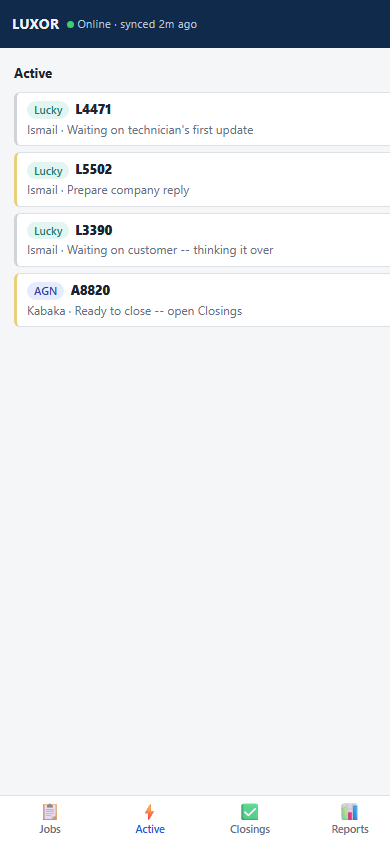 LUXOR Online · synced 2m ago
Active
Lucky L4471
Ismail · Waiting on technician's first update
Lucky L5502
Ismail · Prepare company reply
Lucky L3390
Ismail · Waiting on customer -- thinking it over
AGN A8820
Kabaka · Ready to close -- open Closings
Jobs Active Closings Reports